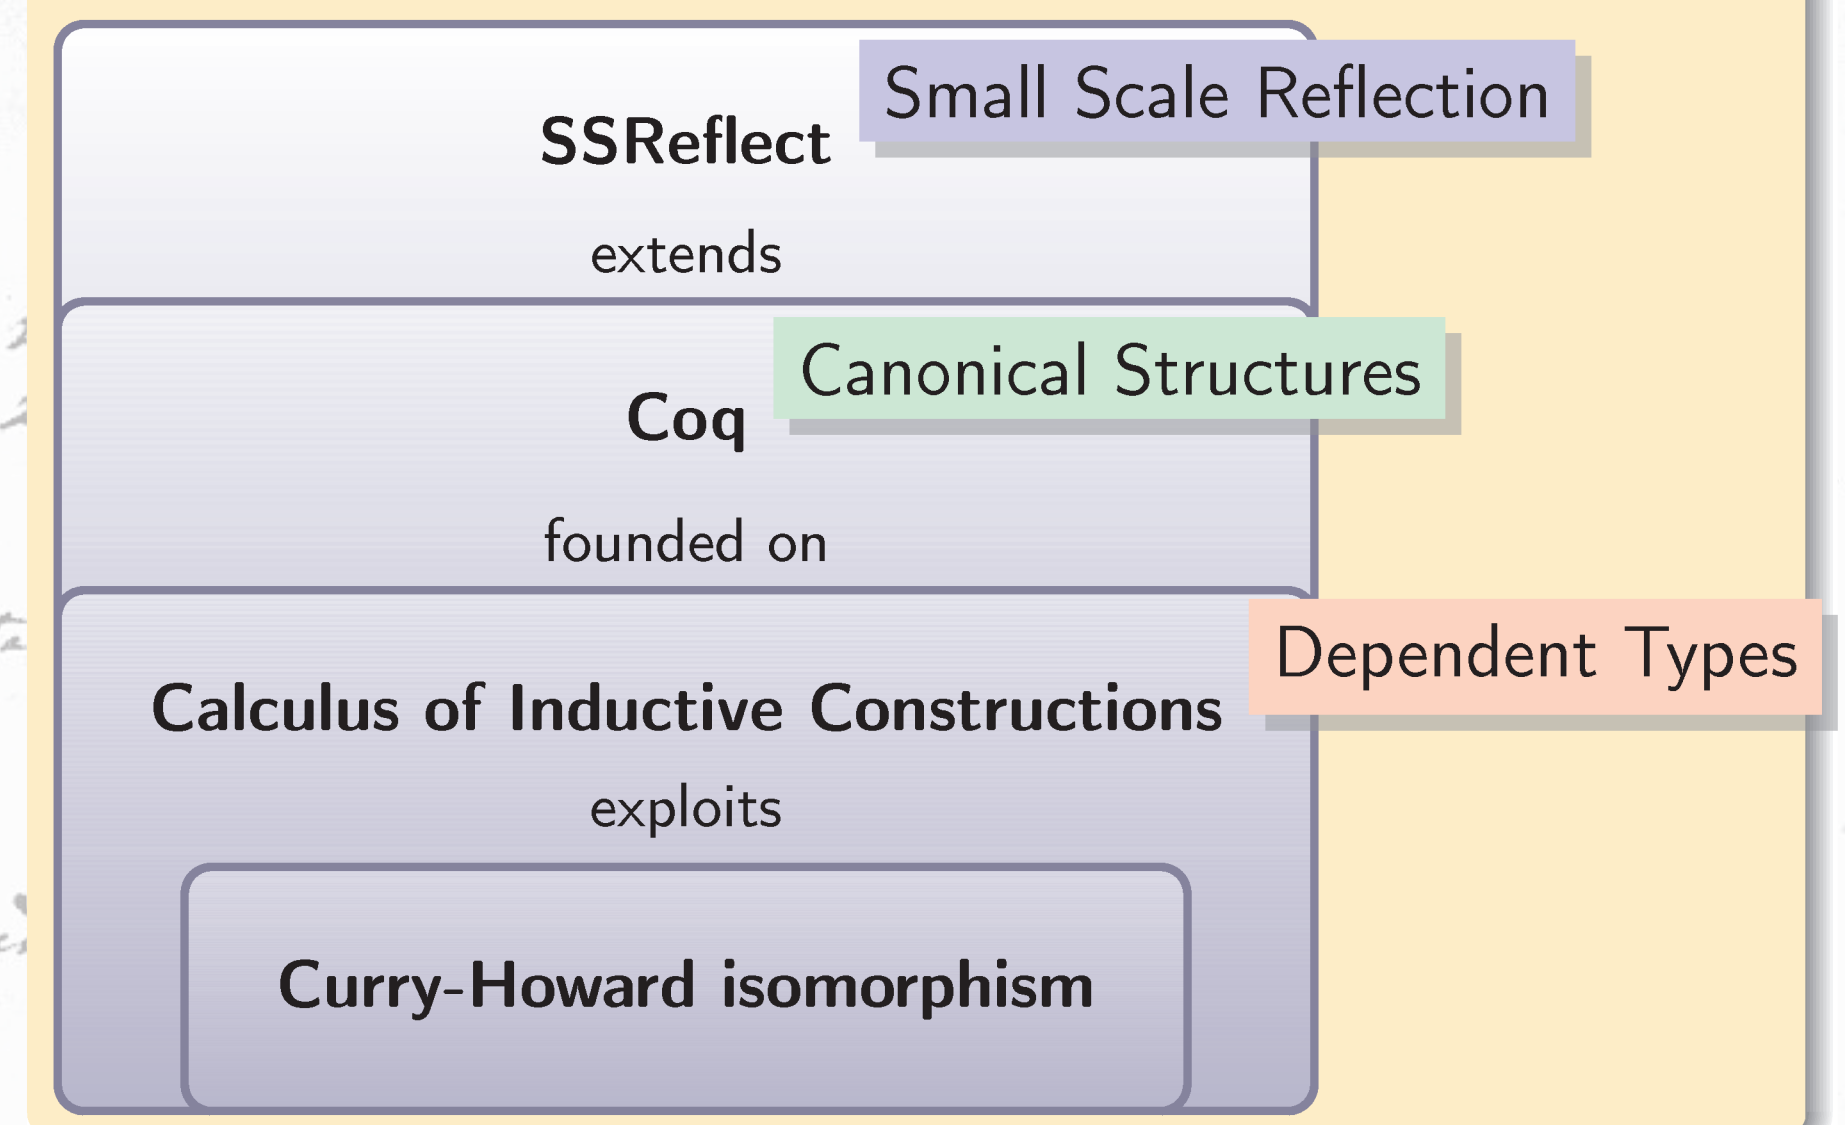 Small Scale Reflection
SSReflect
extends
Canonical Structures
Coq
founded on
Dependent Types
Calculus of Inductive Constructions
exploits
Curry-Howard isomorphism